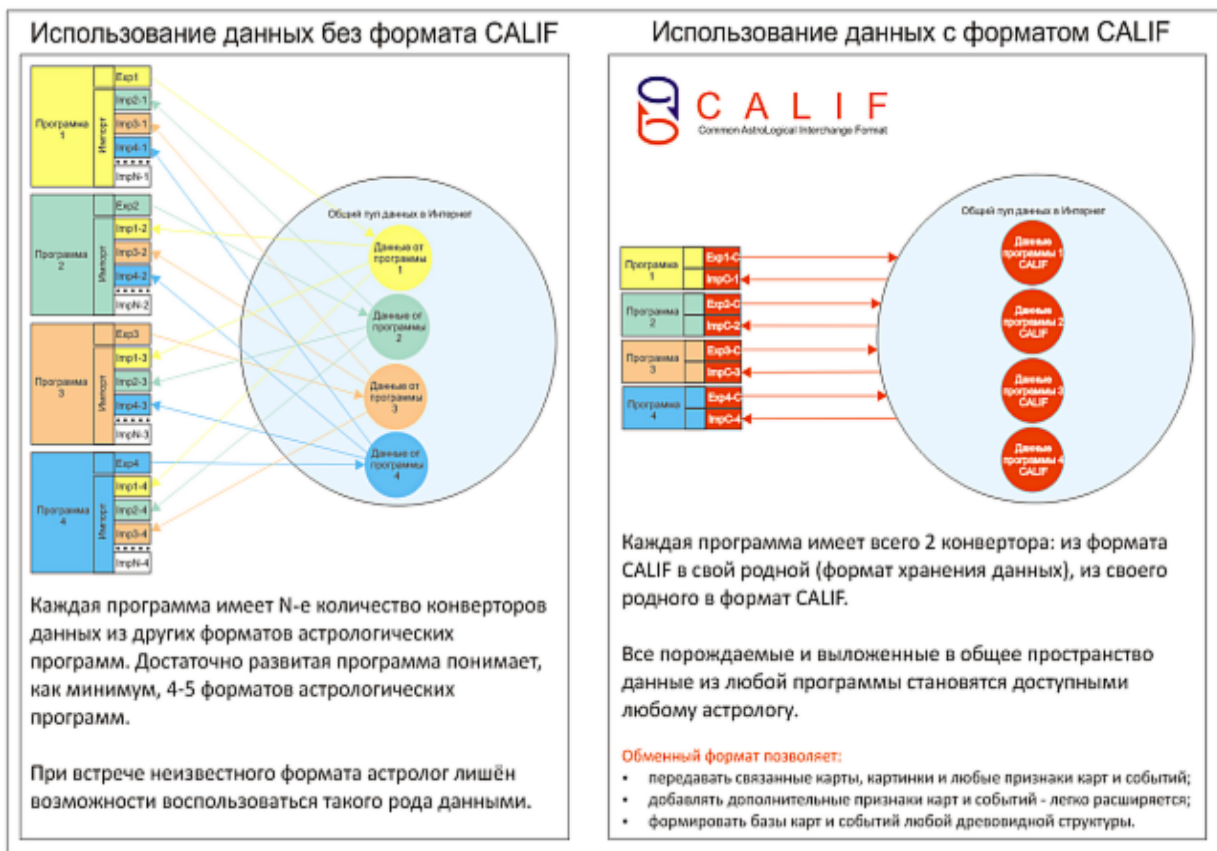 Использование данных без формата CALIF
Программа
1
Импорт
Exp1
Imp2-1
Imp3-1
Imp4-1
ImpN-1
Программа
2
Импорт
Exp2
Imp1-2
Imp3-2
Imp4-2
ImpN-2
Программа
3
Импорт
Exp3
Imp1-3
Imp2-3
Imp4-3
ImpN-3
Программа
4
Импорт
Exp4
Imp1-4
Imp2-4
Imp3-4
ImpN-4
Общий пул данных в Интернет
Данные от
программы
1
Данные от
программы
2
Данные от
программы
3
Данные от
программы
4
Каждая программа имеет N-е количество конверторов
данных из других форматов астрологических
программ. Достаточно развитая программа понимает,
как минимум, 4-5 форматов астрологических
программ.
При встрече неизвестного формата астролог лишён
возможности воспользоваться такого рода данными.
Использование данных с форматом CALIF
CALIF
Common AstroLogical Interchange Format
Программа
1
Exp1-C
ImpC-1
Программа
2
Exp2-C
ImpC-2
Программа
3
Exp3-C
ImpC-3
Программа
4
Exp4-C
ImpC-4
Общий пул данных в Интернет
Данные
программы 1
CALIF
Данные
программы 2
CALIF
Данные
программы 3
CALIF
Данные
программы 4
CALIF
Каждая программа имеет всего 2 конвертора: из формата
CALIF в свой родной (формат хранения данных), из своего
родного в формат CALIF.
Все порождаемые и выложенные в общее пространство
данные из любой программы становятся доступными
любому астрологу.
Обменный формат позволяет:
• передавать связанные карты, картинки и любые признаки карт и событий;
• добавлять дополнительные признаки карт и событий - легко расширяется;
• формировать базы карт и событий любой древовидной структуры.